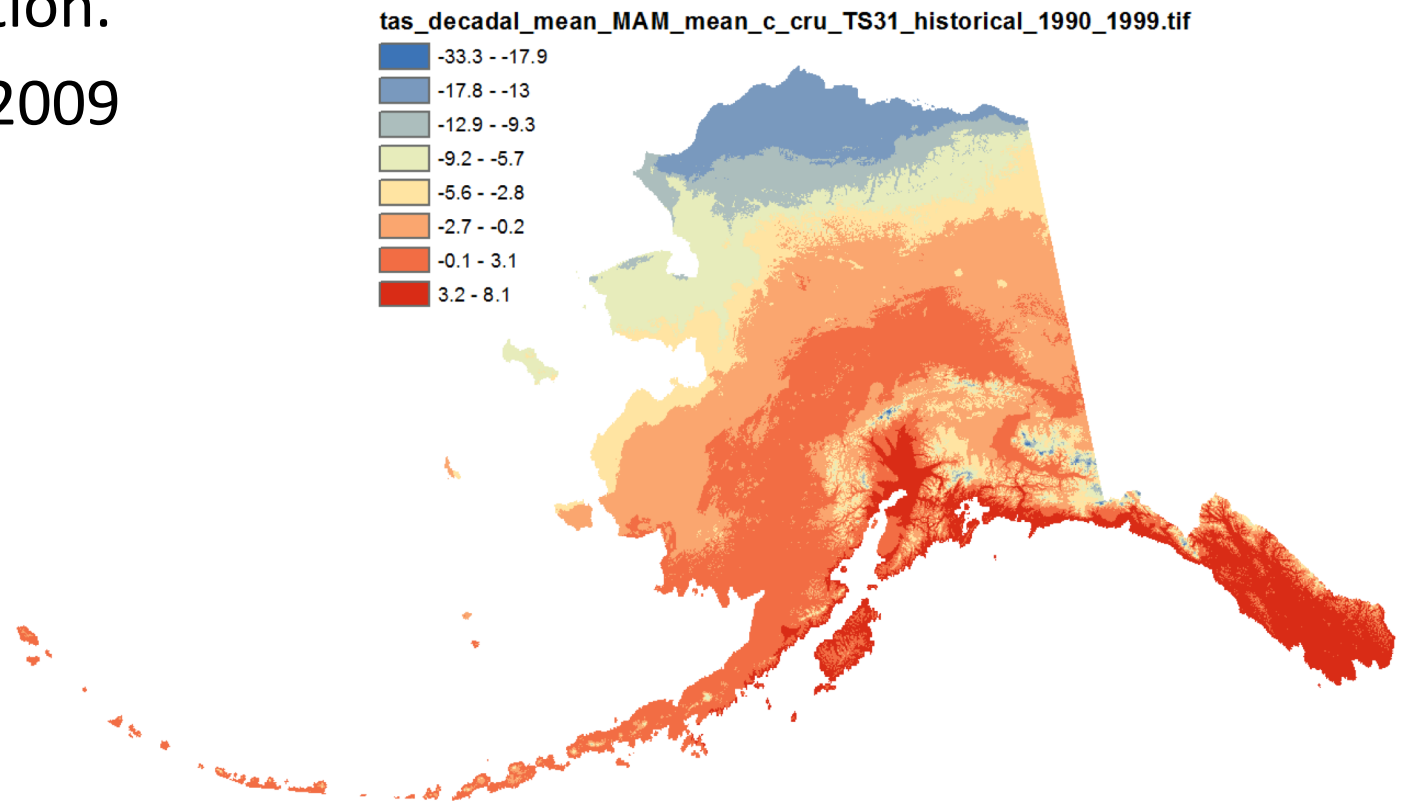 tion.
2009
tas_decadal_mean_MAM_mean_c_cru_TS31_historical_1990_1999.tif
-33.3 - -17.9
-17.8 - -13
-12.9 - -9.3
-9.2 - -5.7
-5.6 - -2.8
-2.7 - -0.2
-0.1 - 3.1
3.2 - 8.1